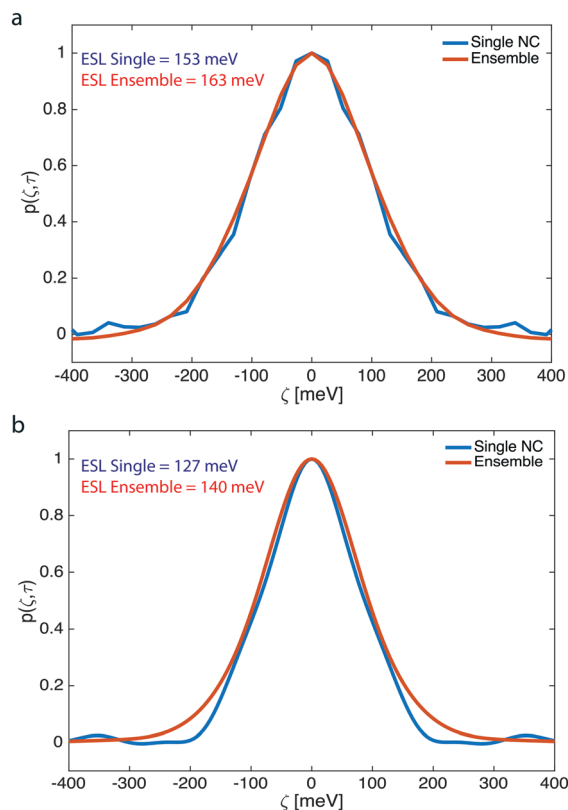 a
ESL Single = 153 meV
ESL Ensemble = 163 meV
Single NC
Ensemble
p(ζ,τ)
1
0.8
0.6
0.4
0.2
0
-400 -300 -200 -100 0 100 200 300 400
ζ [meV]
b
ESL Single = 127 meV
ESL Ensemble = 140 meV
Single NC
Ensemble
p(ζ,τ)
1
0.8
0.6
0.4
0.2
0
-400 -300 -200 -100 0 100 200 300 400
ζ [meV]